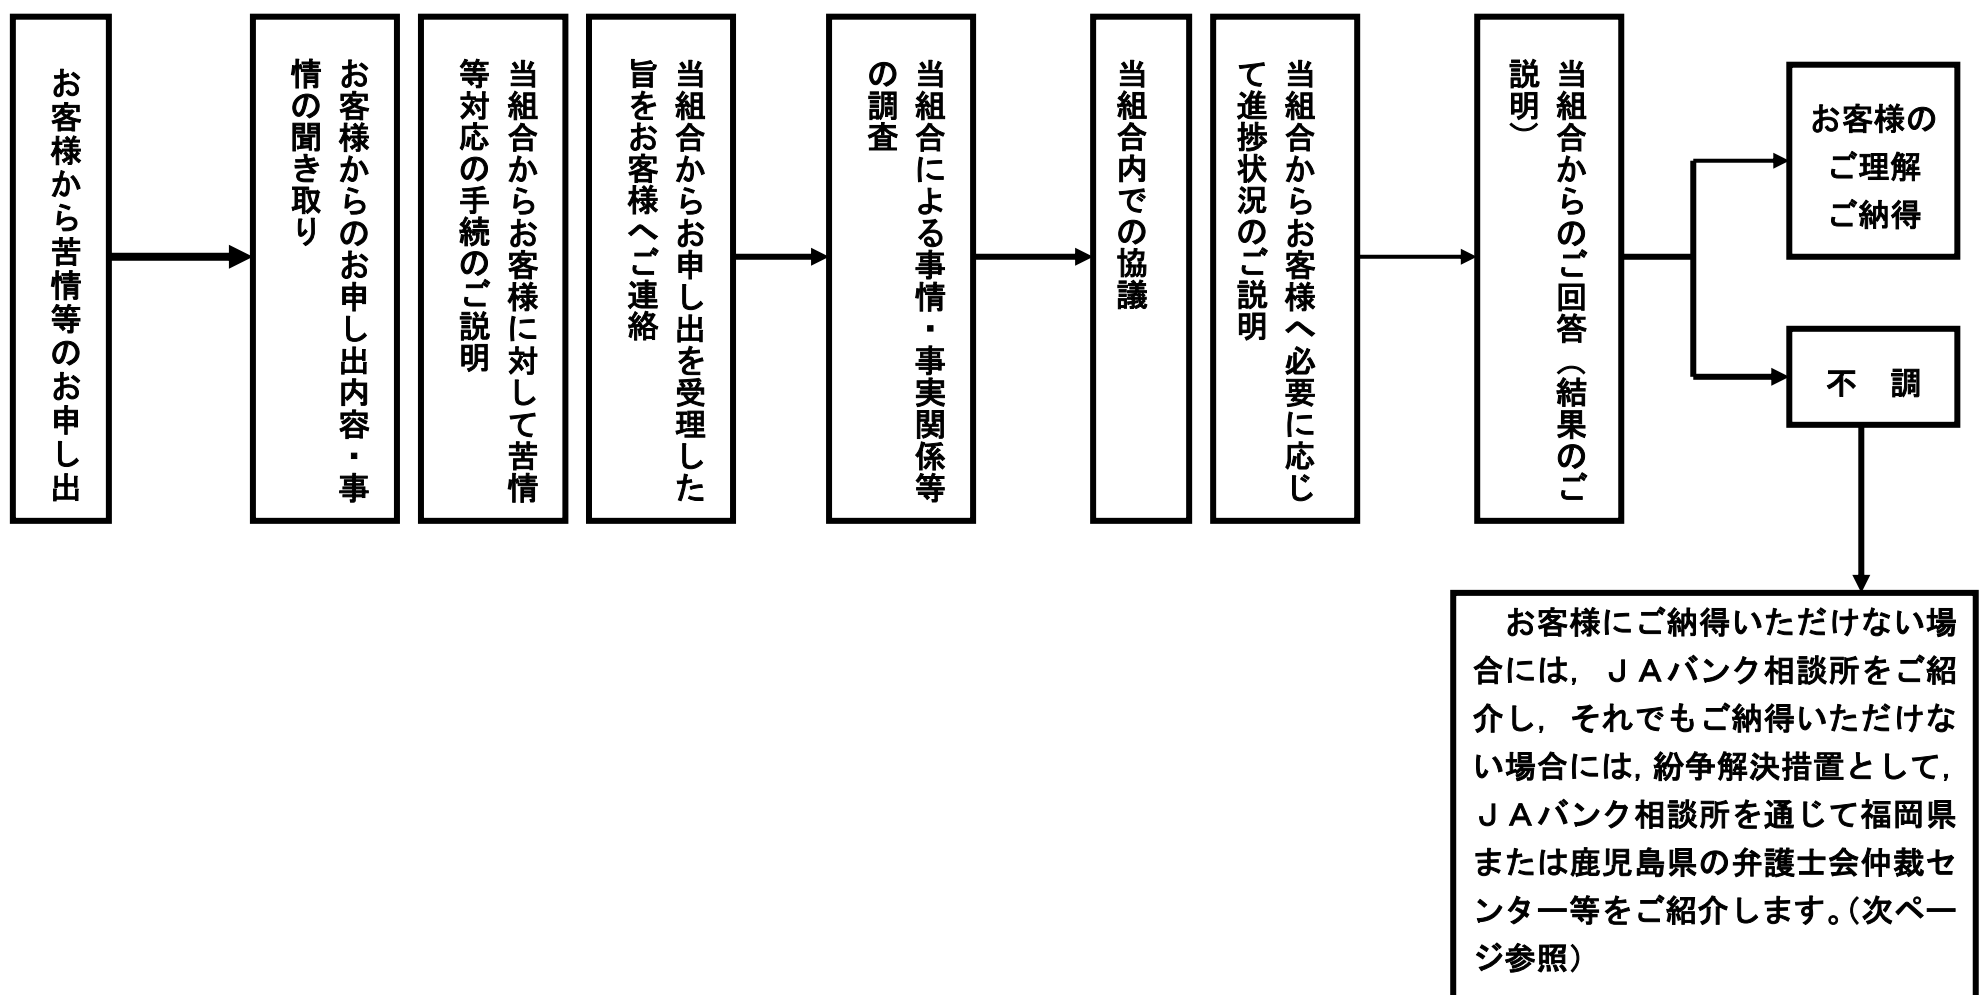 お客様から苦情等のお申し出
お客様からのお申し出内容・事
情の聞き取り
当組合からお客様に対して苦情
等対応の手続のご説明
当組合からお申し出を受理した
旨をお客様へご連絡
当組合による事情・事実関係等
の調査
当組合内での協議
当組合からお客様へ必要に応じ
て進捗状況のご説明
当組合からのご回答（結果のご
説明）
お客様の
ご理解
ご納得
不　調
　お客様にご納得いただけない場
合には，ＪＡバンク相談所をご紹
介し，それでもご納得いただけな
い場合には，紛争解決措置として，
ＪＡバンク相談所を通じて福岡県
または鹿児島県の弁護士会仲裁セ
ンター等をご紹介します。（次ペー
ジ参照）